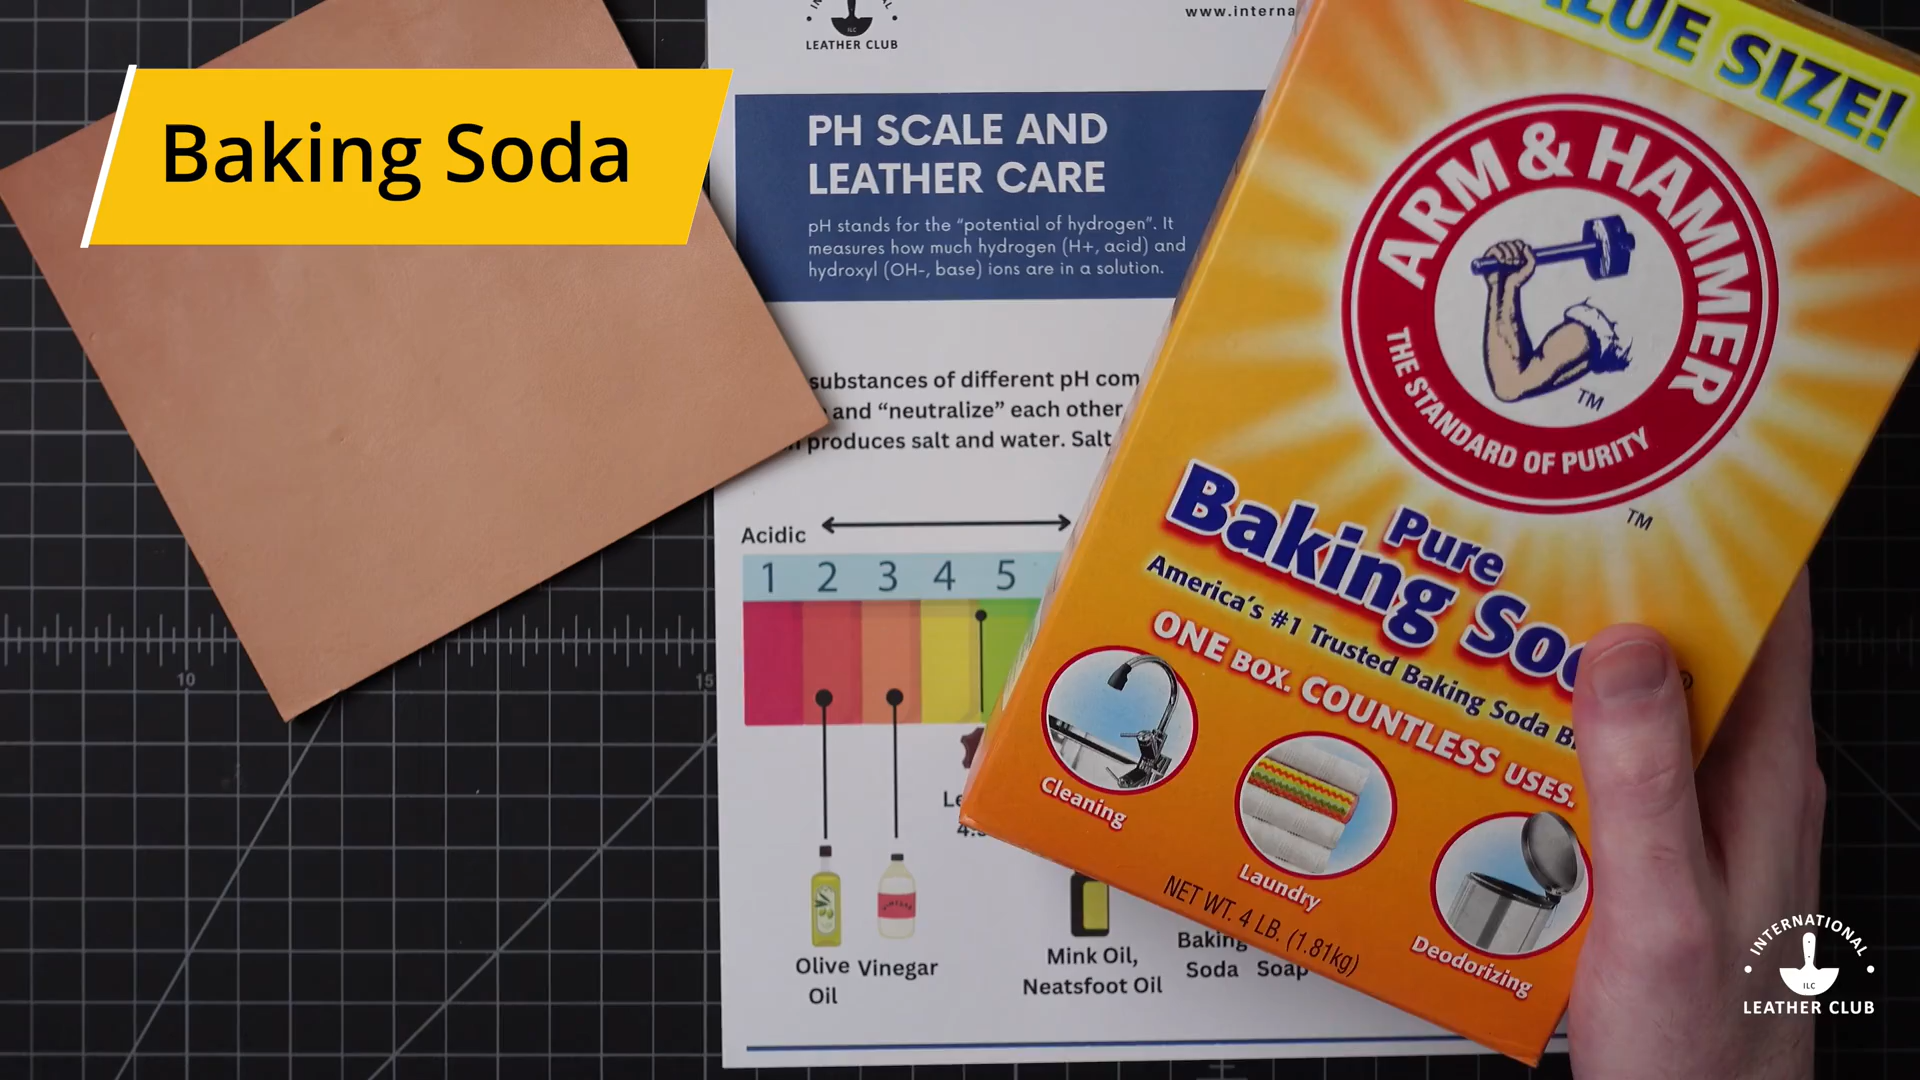 Baking Soda
LEATHER CLUB
www.interna
PH SCALE AND
LEATHER CARE
pH stands for the “potential of hydrogen”. It
measures how much hydrogen (H+, acid) and
hydroxyl (OH-, base) ions are in a solution.
substances of different pH com
and “neutralize” each other
produces salt and water. Salt
Acidic
1 2 3 4 5
Olive
Oil
Vinegar
Mink Oil,
Neatsfoot Oil
Baking
Soda
Soap
VALUE SIZE!
ARM & HAMMER
THE STANDARD OF PURITY
TM
TM
Pure
Baking Soda
America's #1 Trusted Baking Soda
ONE BOX. COUNTLESS USES.
Cleaning
Laundry
Deodorizing
NET WT. 4 LB. (1.81kg)
10
15
INTERNATIONAL
ILC
LEATHER CLUB